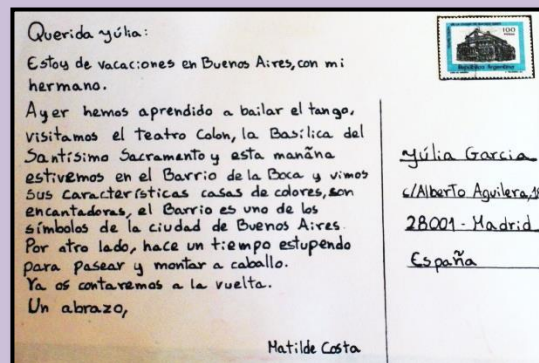 Querida Yúlia:
Estoy de vacaciones en Buenos Aires, con mi
hermano.
Ayer hemos aprendido a bailar el tango,
visitamos el teatro Colon, la Basílica del
Santísimo Sacramento y esta manãna
estivemos en el Barrio de la Boca y vimos
sus características casas de colores, son
encantadoras, el Barrio es uno de los
símbolos de la ciudad de Buenos Aires.
Por otro lado, hace un tiempo estupendo
para pasear y montar a caballo.
Ya os contaremos a la vuelta.
Un abrazo,
Matilde Costa
100
República Argentina
Yúlia Garcia
c/Alberto Aguilera, 18
28001 - Madrid
España